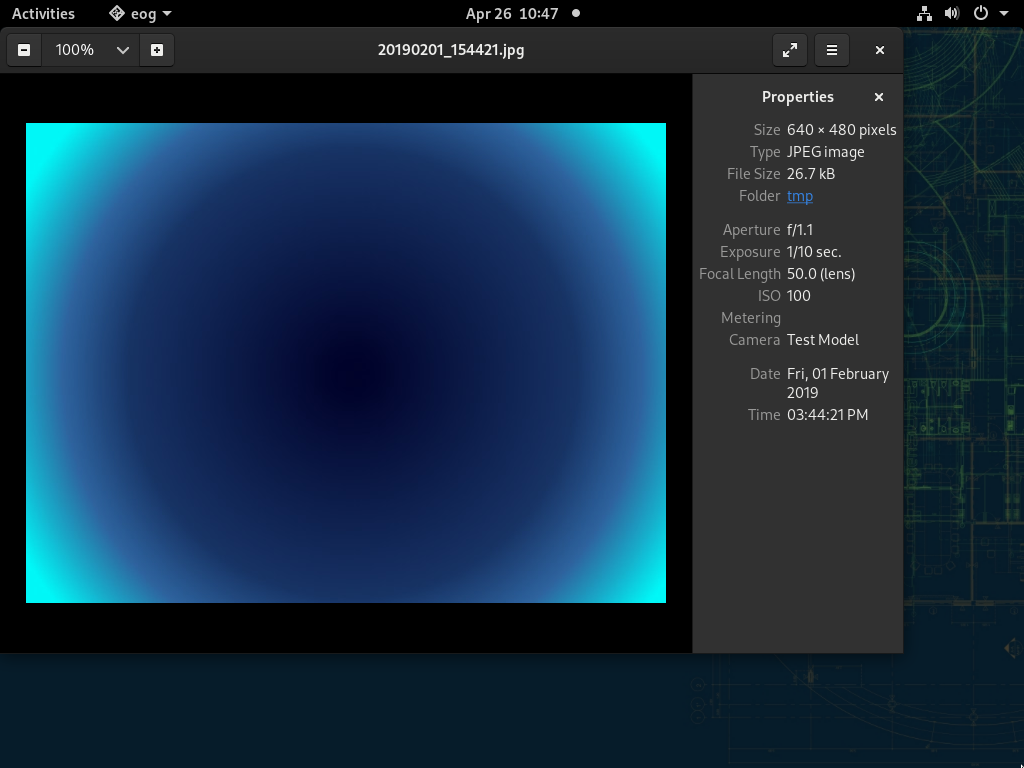 Activities eog Apr 26 10:47
100% 20190201_154421.jpg
Properties
Size 640 × 480 pixels
Type JPEG image
File Size 26.7 kB
Folder tmp
Aperture f/1.1
Exposure 1/10 sec.
Focal Length 50.0 (lens)
ISO 100
Metering
Camera Test Model
Date Fri, 01 February
2019
Time 03:44:21 PM